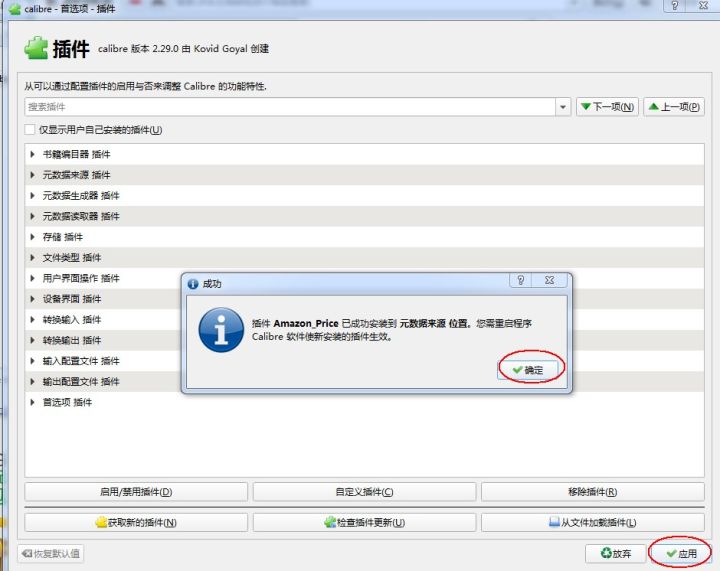 calibre - 首选项 - 插件
插件 calibre 版本 2.29.0 由 Kovid Goyal 创建
从可以通过配置插件的启用与否来调整 Calibre 的功能特性.
搜索插件 下一项(N) 上一项(P)
仅显示用户自己安装的插件(U)
书籍编目器 插件
元数据来源 插件
元数据生成器 插件
元数据读取器 插件
存储 插件
文件类型 插件
用户界面操作 插件
设备界面 插件
转换输入 插件
转换输出 插件
输入配置文件 插件
输出配置文件 插件
首选项 插件
成功
插件 Amazon_Price 已成功安装到 元数据来源 位置。您需重启程序
Calibre 软件使新安装的插件生效。
确定
启用/禁用插件(D) 自定义插件(C) 移除插件(R)
获取新的插件(N) 检查插件更新(U) 从文件加载插件(L)
恢复默认值 放弃 应用